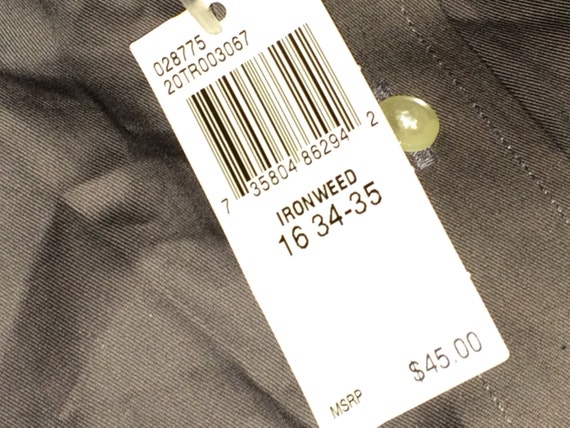 028775
20TR003067
7 35804 86294 2
IRONWEED
16 34-35
MSRP $45.00